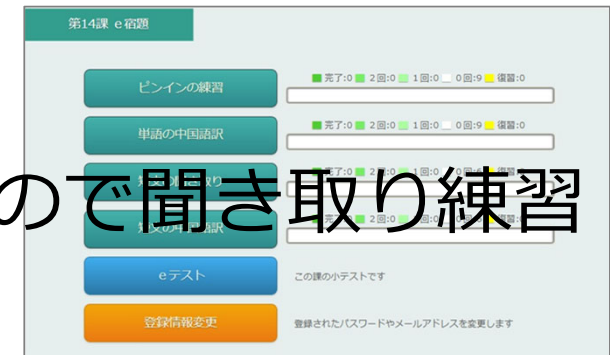 第14課 e宿題
ピンインの練習
完了:0 2回:0 1回:0 0回:9 復習:0
単語の中国語訳
完了:0 2回:0 1回:0 0回:9 復習:0
ので聞き取り練習
完了:0 2回:0 1回:0 0回:9 復習:0
短文の中国語訳
eテスト
この課の小テストです
登録情報変更
登録されたパスワードやメールアドレスを変更します